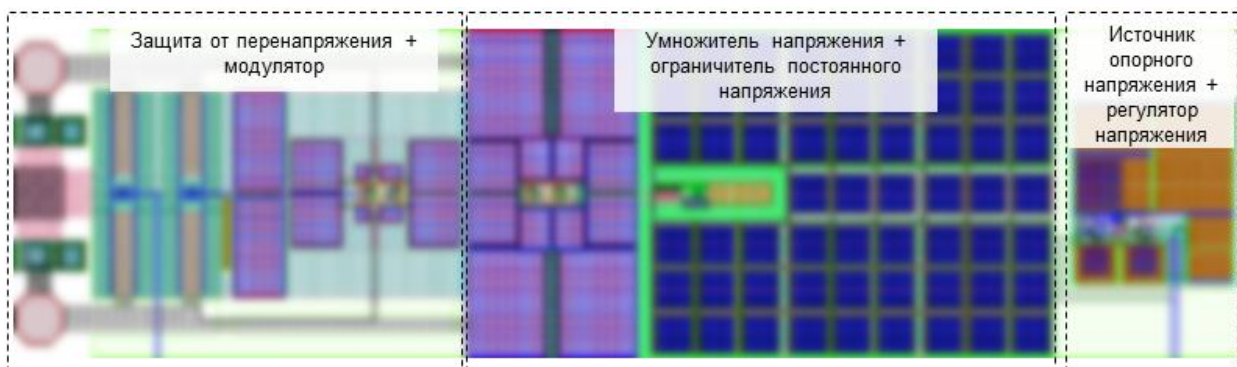 Защита от перенапряжения +
модулятор
Умножитель напряжения +
ограничитель постоянного
напряжения
Источник
опорного
напряжения +
регулятор
напряжения